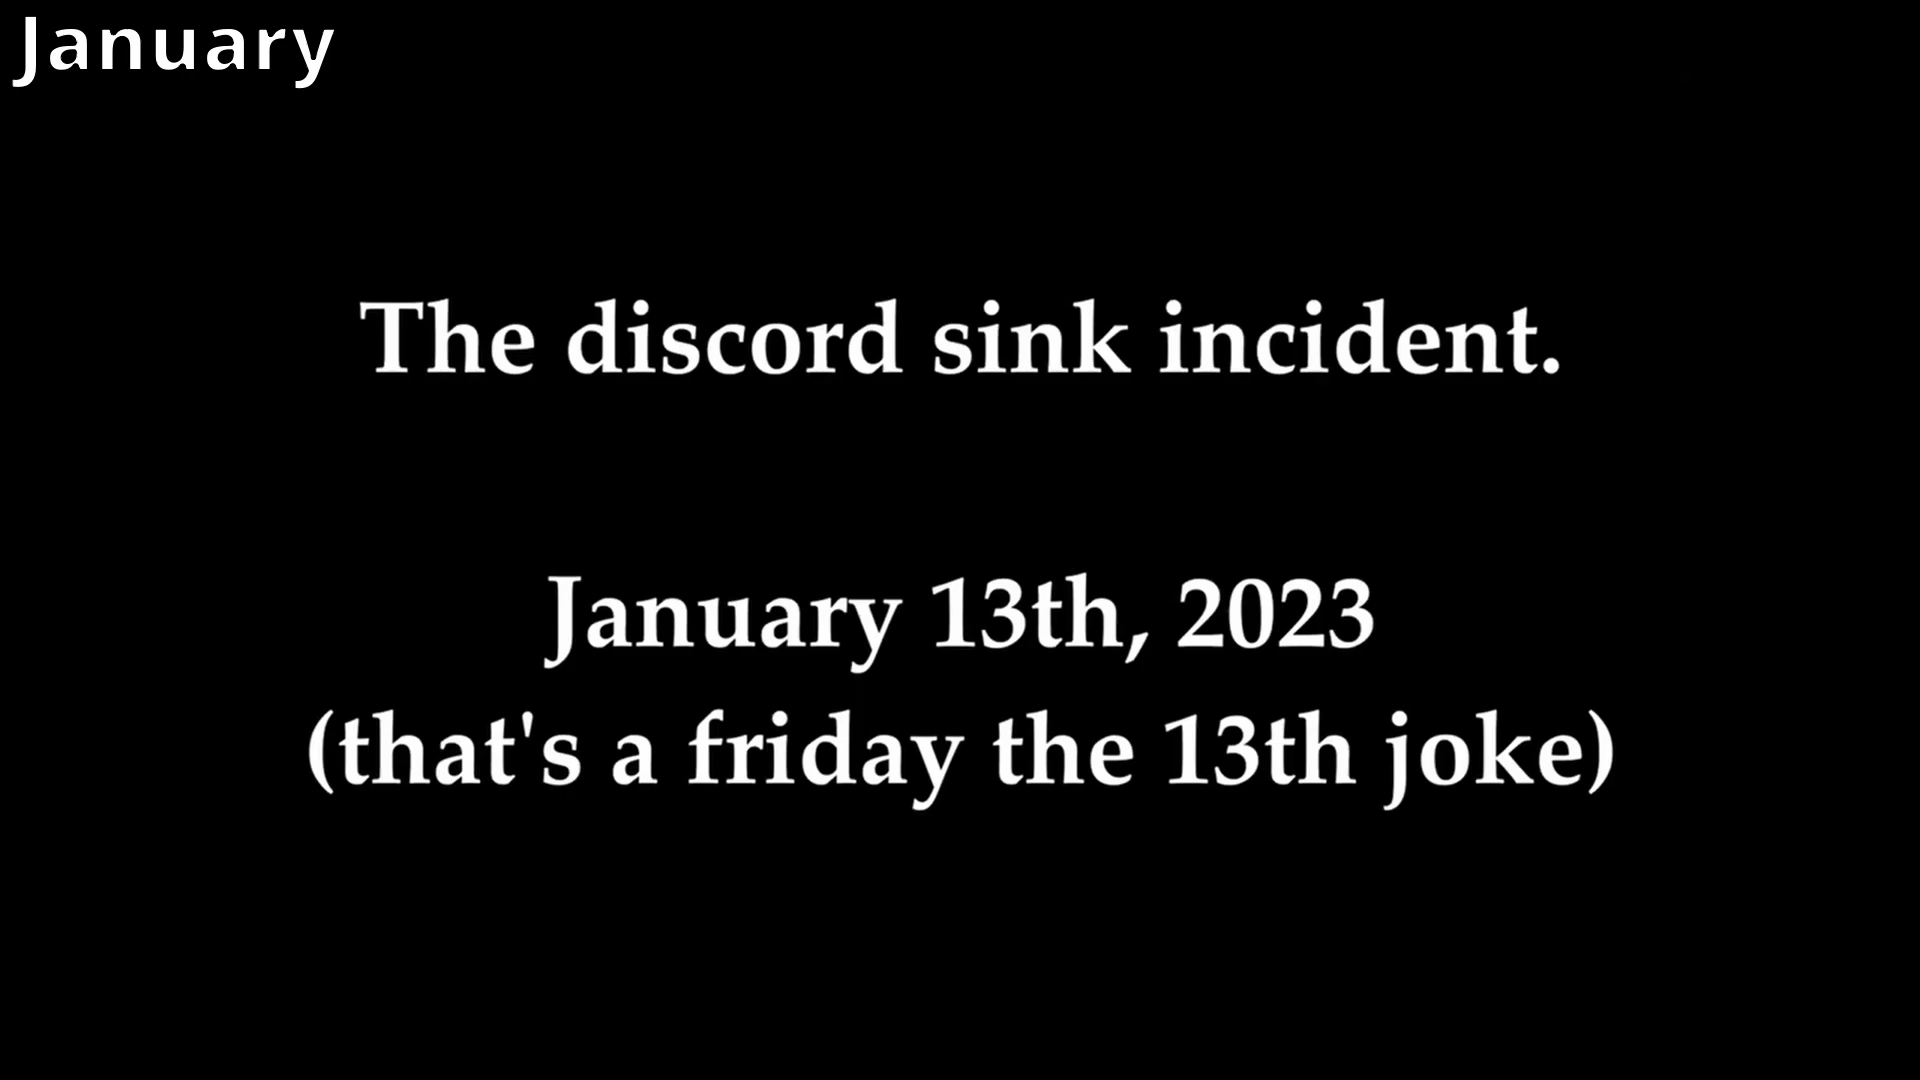 January
The discord sink incident.
January 13th, 2023
(that's a friday the 13th joke)